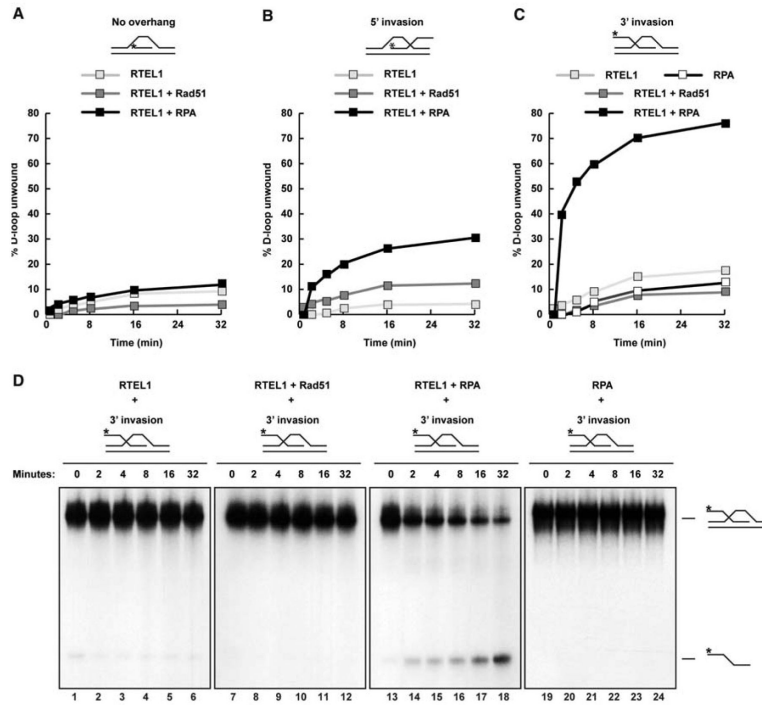 A
No overhang
RTEL1
RTEL1 + Rad51
RTEL1 + RPA
% D-loop unwound
80
70
60
50
40
30
20
10
0
0 8 16 24 32
Time (min)
B
5' invasion
RTEL1
RTEL1 + Rad51
RTEL1 + RPA
% D-loop unwound
80
70
60
50
40
30
20
10
0
0 8 16 24 32
Time (min)
C
3' invasion
RTEL1 RPA
RTEL1 + Rad51
RTEL1 + RPA
% D-loop unwound
80
70
60
50
40
30
20
10
0
0 8 16 24 32
Time (min)
D
RTEL1
+
3' invasion
RTEL1 + Rad51
+
3' invasion
RTEL1 + RPA
+
3' invasion
RPA
+
3' invasion
Minutes: 0 2 4 8 16 32 0 2 4 8 16 32 0 2 4 8 16 32 0 2 4 8 16 32
1 2 3 4 5 6 7 8 9 10 11 12 13 14 15 16 17 18 19 20 21 22 23 24